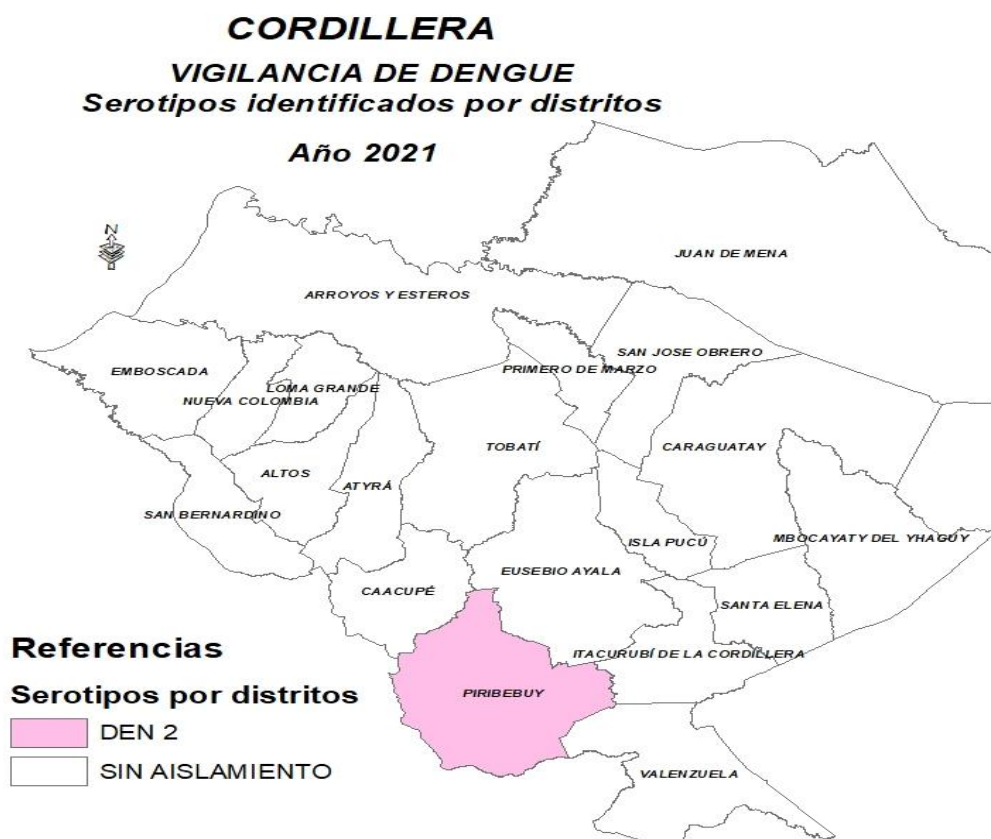 CORDILLERA
VIGILANCIA DE DENGUE
Serotipos identificados por distritos
Año 2021
N
JUAN DE MENA
ARROYOS Y ESTEROS
SAN JOSE OBRERO
PRIMERO DE MARZO
EMBOSCADA
LOMA GRANDE
NUEVA COLOMBIA
TOBATÍ
CARAGUATAY
ALTOS
ATYRÁ
SAN BERNARDINO
ISLA PUCÚ
MBOCAYATY DEL YHAGUY
EUSEBIO AYALA
CAACUPÉ
SANTA ELENA
ITACURUBÍ DE LA CORDILLERA
PIRIBEBUY
VALENZUELA
Referencias
Serotipos por distritos
DEN 2
SIN AISLAMIENTO